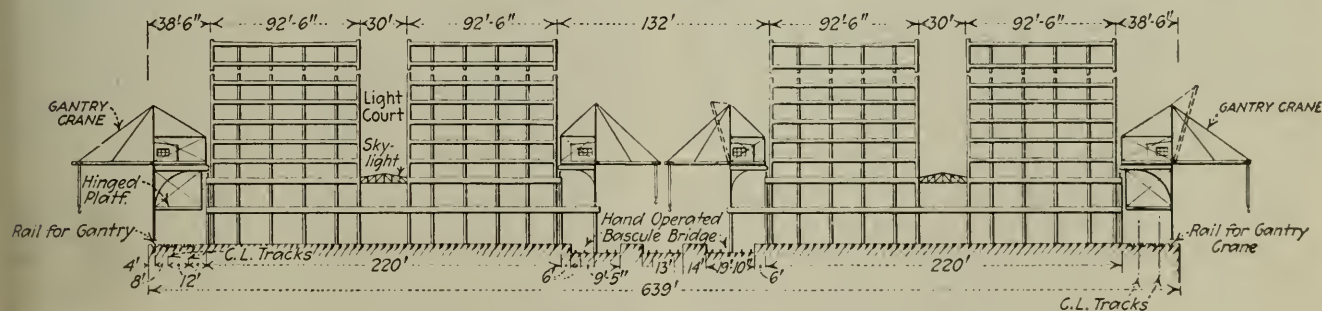 38'-6" 92'-6" 30' 92'-6" 132' 92'-6" 30' 92'-6" 38'-6"
GANTRY
CRANE
Light
Court
Sky-
light
GANTRY CRANE
Hinged
Platf.
Rail for Gantry
Hand Operated
Bascule Bridge
Rail for Gantry
Crane
C.L. Tracks
4' 8' 12' 220' 6' 9'-5" 13' 14' 19'-10" 6' 220'
639'
C.L. Tracks